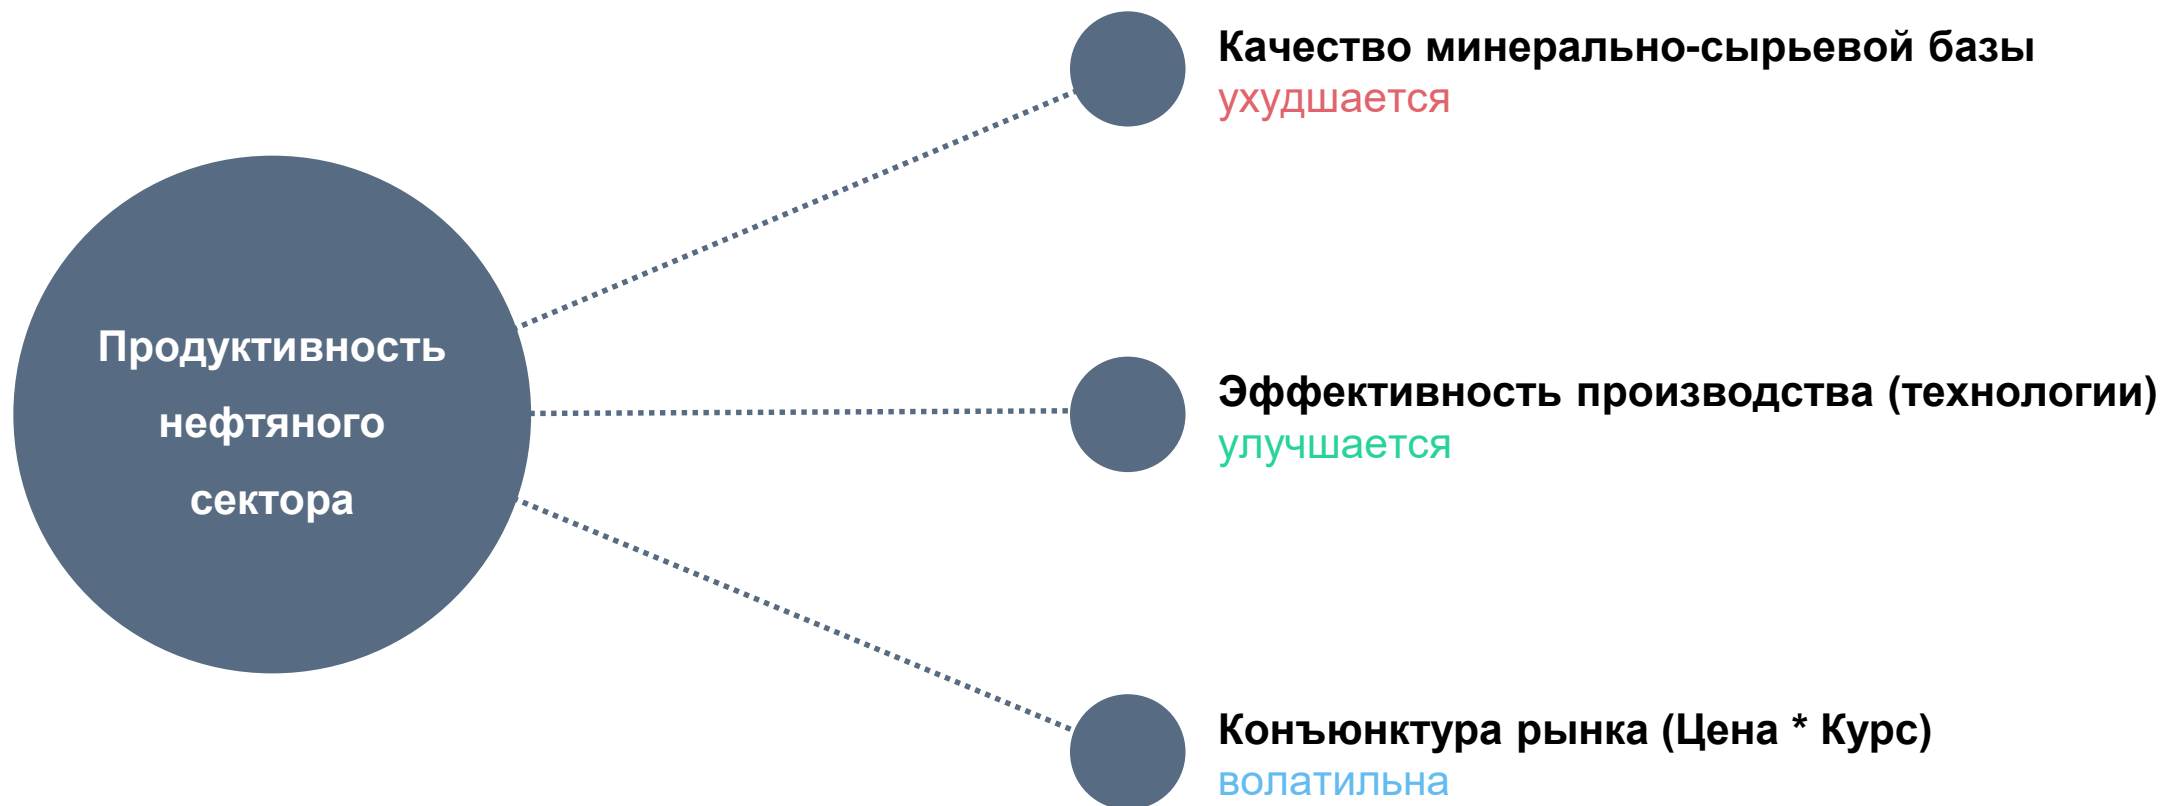 Качество минерально-сырьевой базы
ухудшается
Продуктивность
нефтяного
сектора
Эффективность производства (технологии)
улучшается
Конъюнктура рынка (Цена * Курс)
волатильна